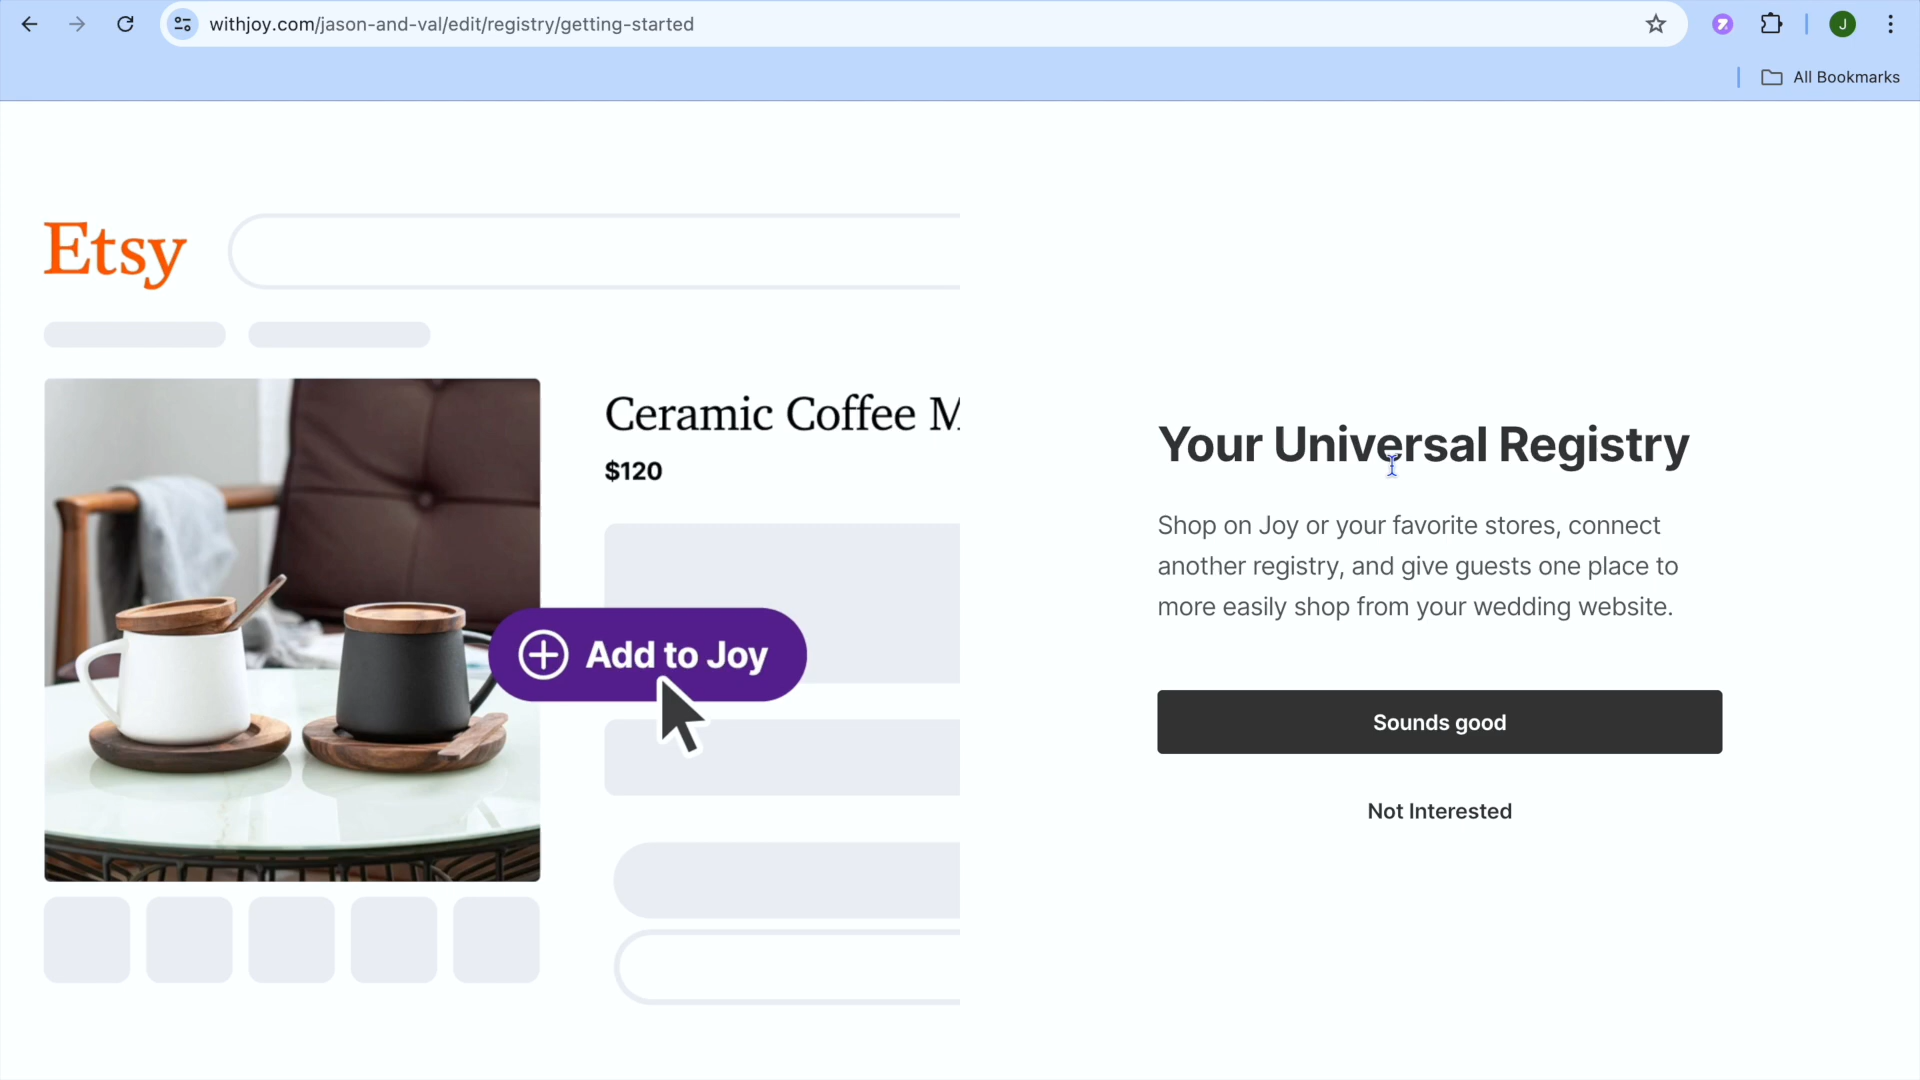 withjoy.com/jason-and-val/edit/registry/getting-started
J
All Bookmarks
Etsy
Ceramic Coffee M
$120
Add to Joy
Your Universal Registry
Shop on Joy or your favorite stores, connect
another registry, and give guests one place to
more easily shop from your wedding website.
Sounds good
Not Interested